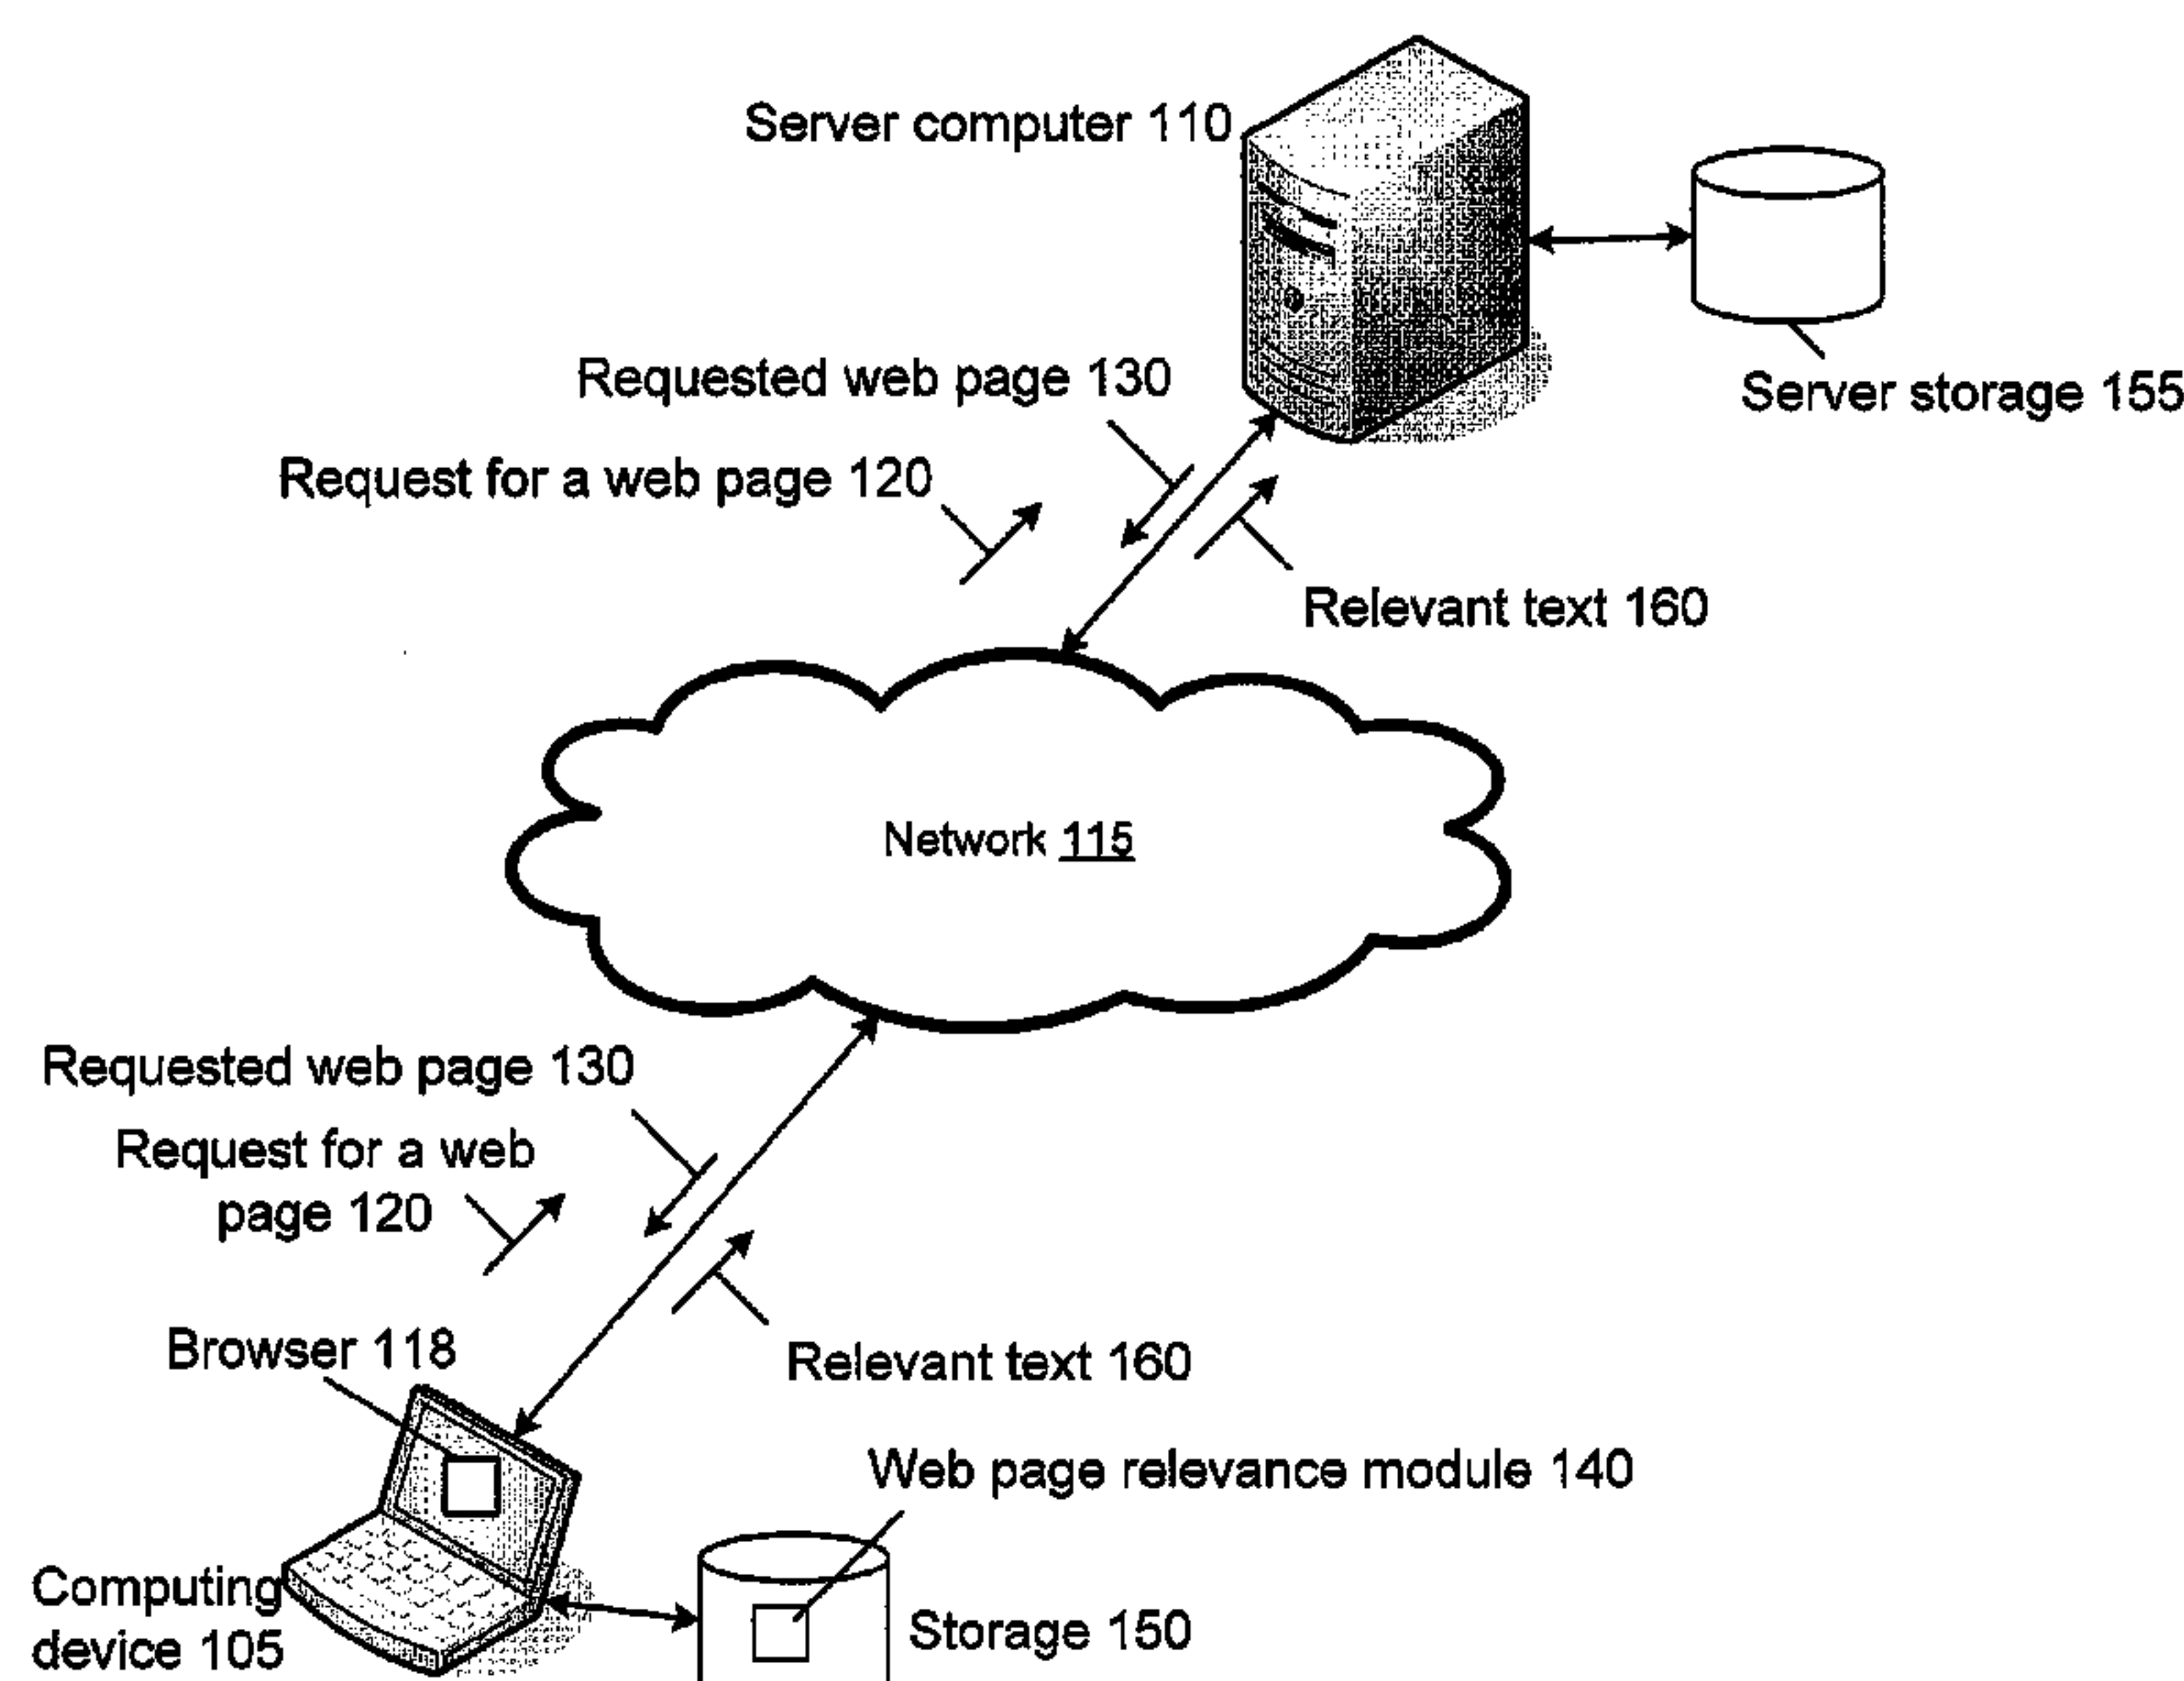 Server computer 110
Server storage 155
Requested web page 130
Request for a web page 120
Relevant text 160
Network 115
Requested web page 130
Request for a web
page 120
Browser 118
Relevant text 160
Web page relevance module 140
Computing
device 105
Storage 150